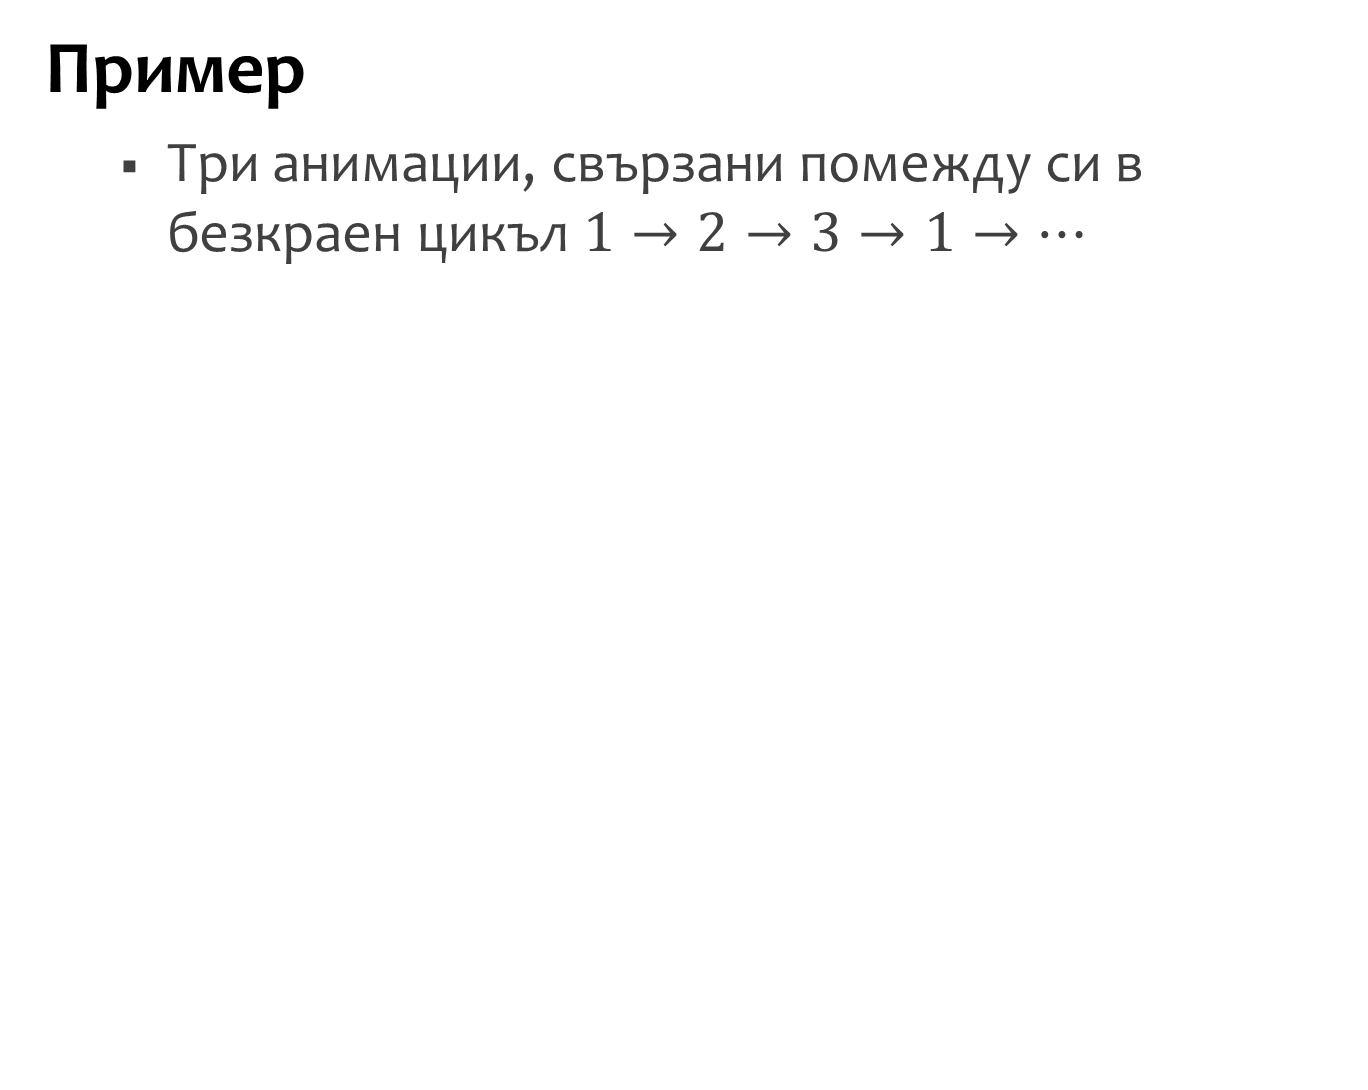 Пример
▪ Три анимации, свързани помежду си в
безкраен цикъл 1 → 2 → 3 → 1 → ⋯